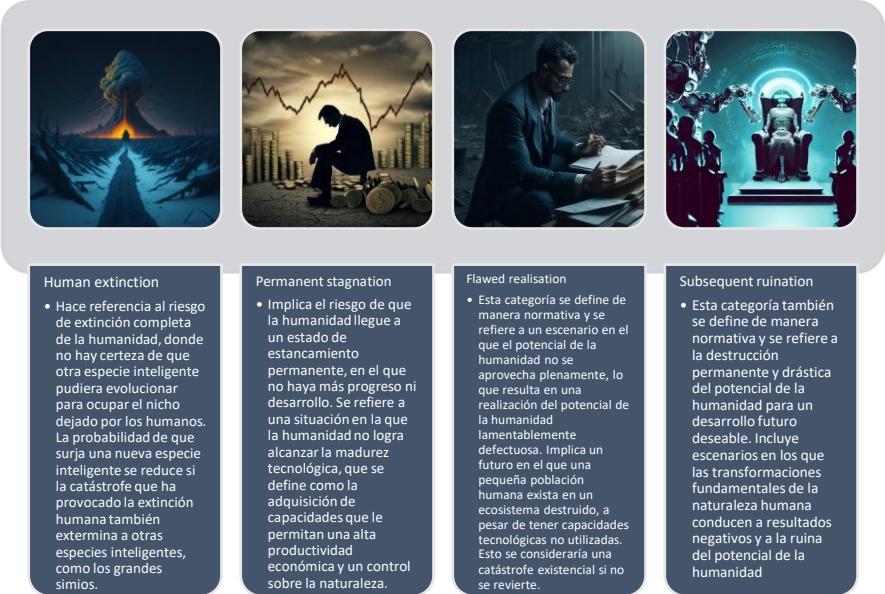 Human extinction
• Hace referencia al riesgo
de extinción completa
de la humanidad, donde
no hay certeza de que
otra especie inteligente
pudiera evolucionar
para ocupar el nicho
dejado por los humanos.
La probabilidad de que
surja una nueva especie
inteligente se reduce si
la catástrofe que ha
provocado la extinción
humana también
extermina a otras
especies inteligentes,
como los grandes
simios.
Permanent stagnation
• Implica el riesgo de que
la humanidad llegue a
un estado de
estancamiento
permanente, en el que
no haya más progreso ni
desarrollo. Se refiere a
una situación en la que
la humanidad no logra
alcanzar la madurez
tecnológica, que se
define como la
adquisición de
capacidades que le
permitan una alta
productividad
económica y un control
sobre la naturaleza.
Flawed realisation
• Esta categoría se define de
manera normativa y se
refiere a un escenario en el
que el potencial de la
humanidad no se
aprovecha plenamente, lo
que resulta en una
realización del potencial de
la humanidad
lamentablemente
defectuosa. Implica un
futuro en el que una
pequeña población
humana exista en un
ecosistema destruido, a
pesar de tener capacidades
tecnológicas no utilizadas.
Esto se consideraría una
catástrofe existencial si no
se revierte.
Subsequent ruination
• Esta categoría también
se define de manera
normativa y se refiere a
la destrucción
permanente y drástica
del potencial de la
humanidad para un
desarrollo futuro
deseable. Incluye
escenarios en los que
las transformaciones
fundamentales de la
naturaleza humana
conducen a resultados
negativos y a la ruina
del potencial de la
humanidad